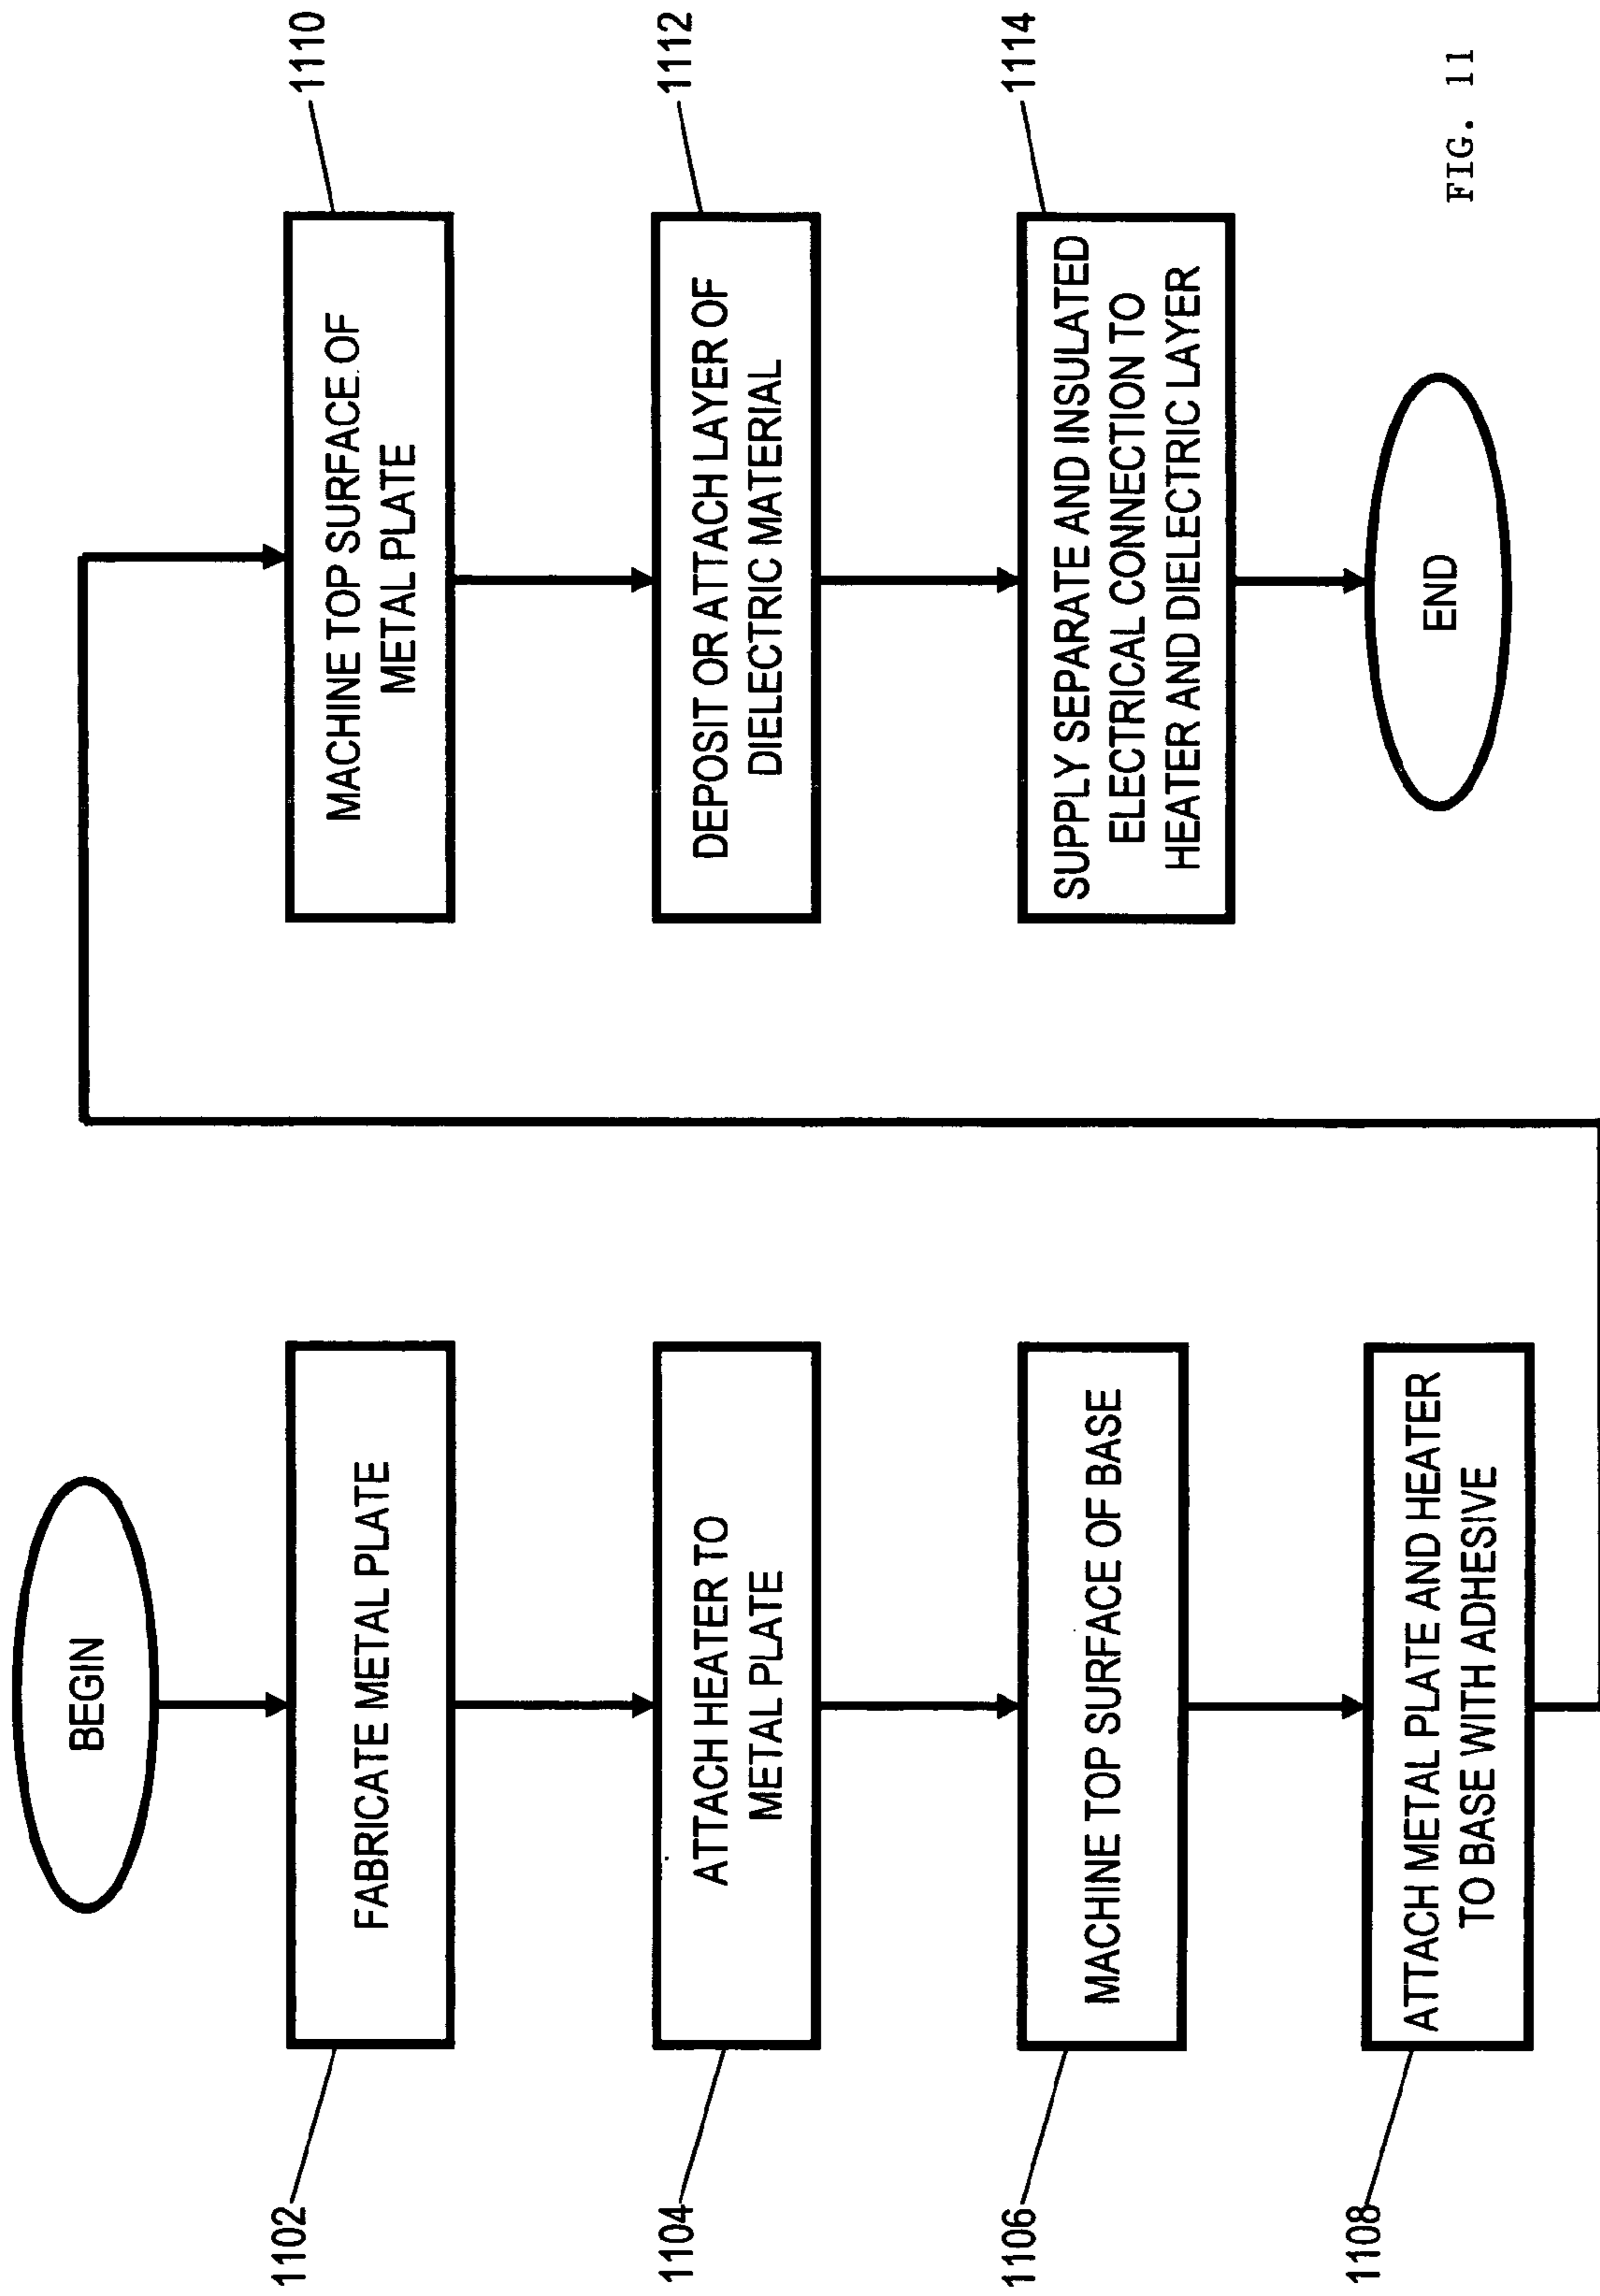 BEGIN
1102
FABRICATE METAL PLATE
1104
ATTACH HEATER TO
METAL PLATE
1106
MACHINE TOP SURFACE OF BASE
1108
ATTACH METAL PLATE AND HEATER
TO BASE WITH ADHESIVE
1110
MACHINE TOP SURFACE OF
METAL PLATE
1112
DEPOSIT OR ATTACH LAYER OF
DIELECTRIC MATERIAL
1114
SUPPLY SEPARATE AND INSULATED
ELECTRICAL CONNECTION TO
HEATER AND DIELECTRIC LAYER
END
FIG. 11